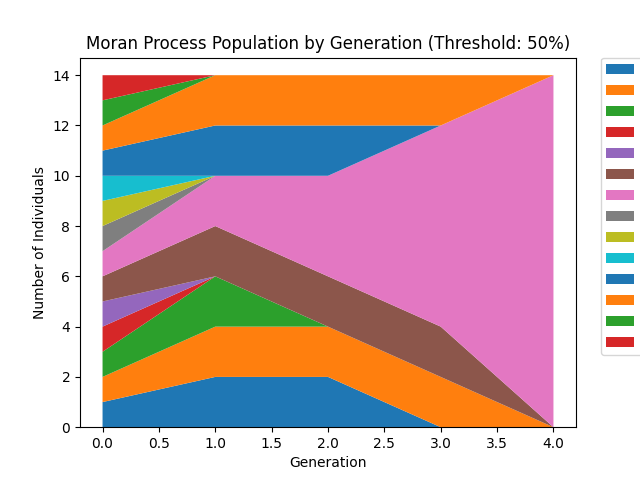 Moran Process Population by Generation (Threshold: 50%)
14
12
10
8
6
4
2
0
Number of Individuals
0.0 0.5 1.0 1.5 2.0 2.5 3.0 3.5 4.0
Generation